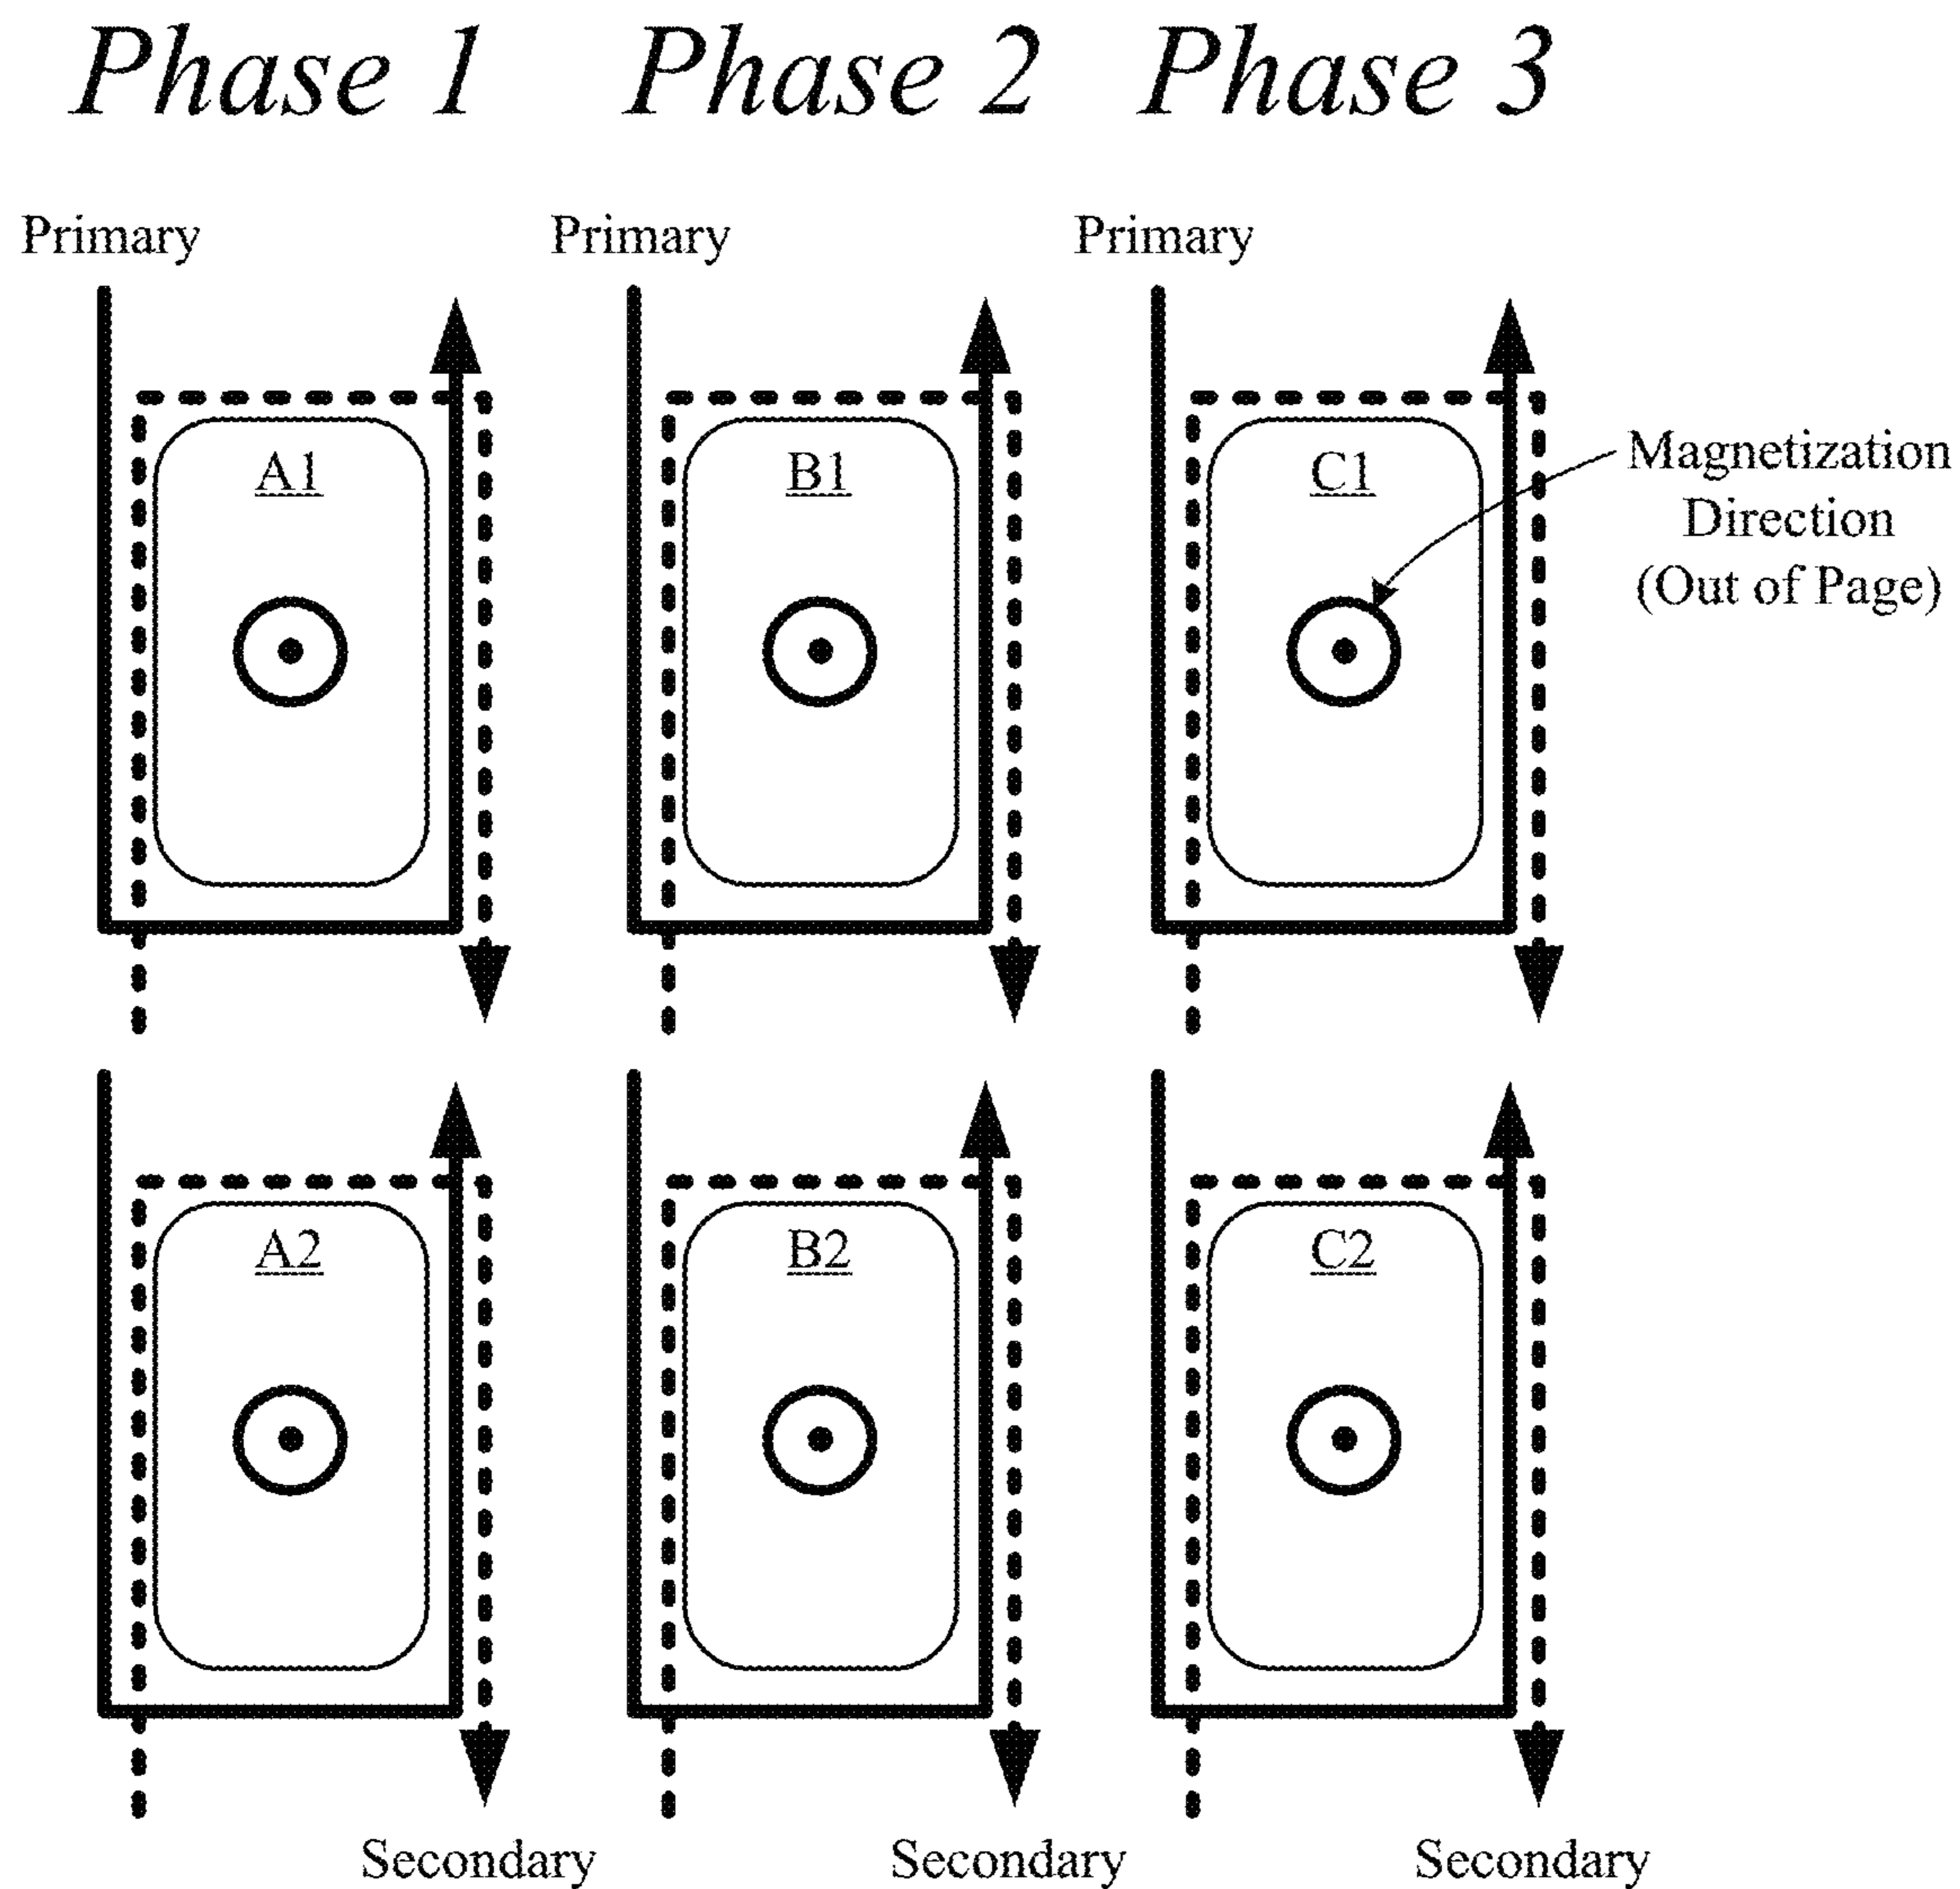 Phase 1 Phase 2 Phase 3
Primary Primary Primary
A1 B1 C1
Magnetization
Direction
(Out of Page)
A2 B2 C2
Secondary Secondary Secondary